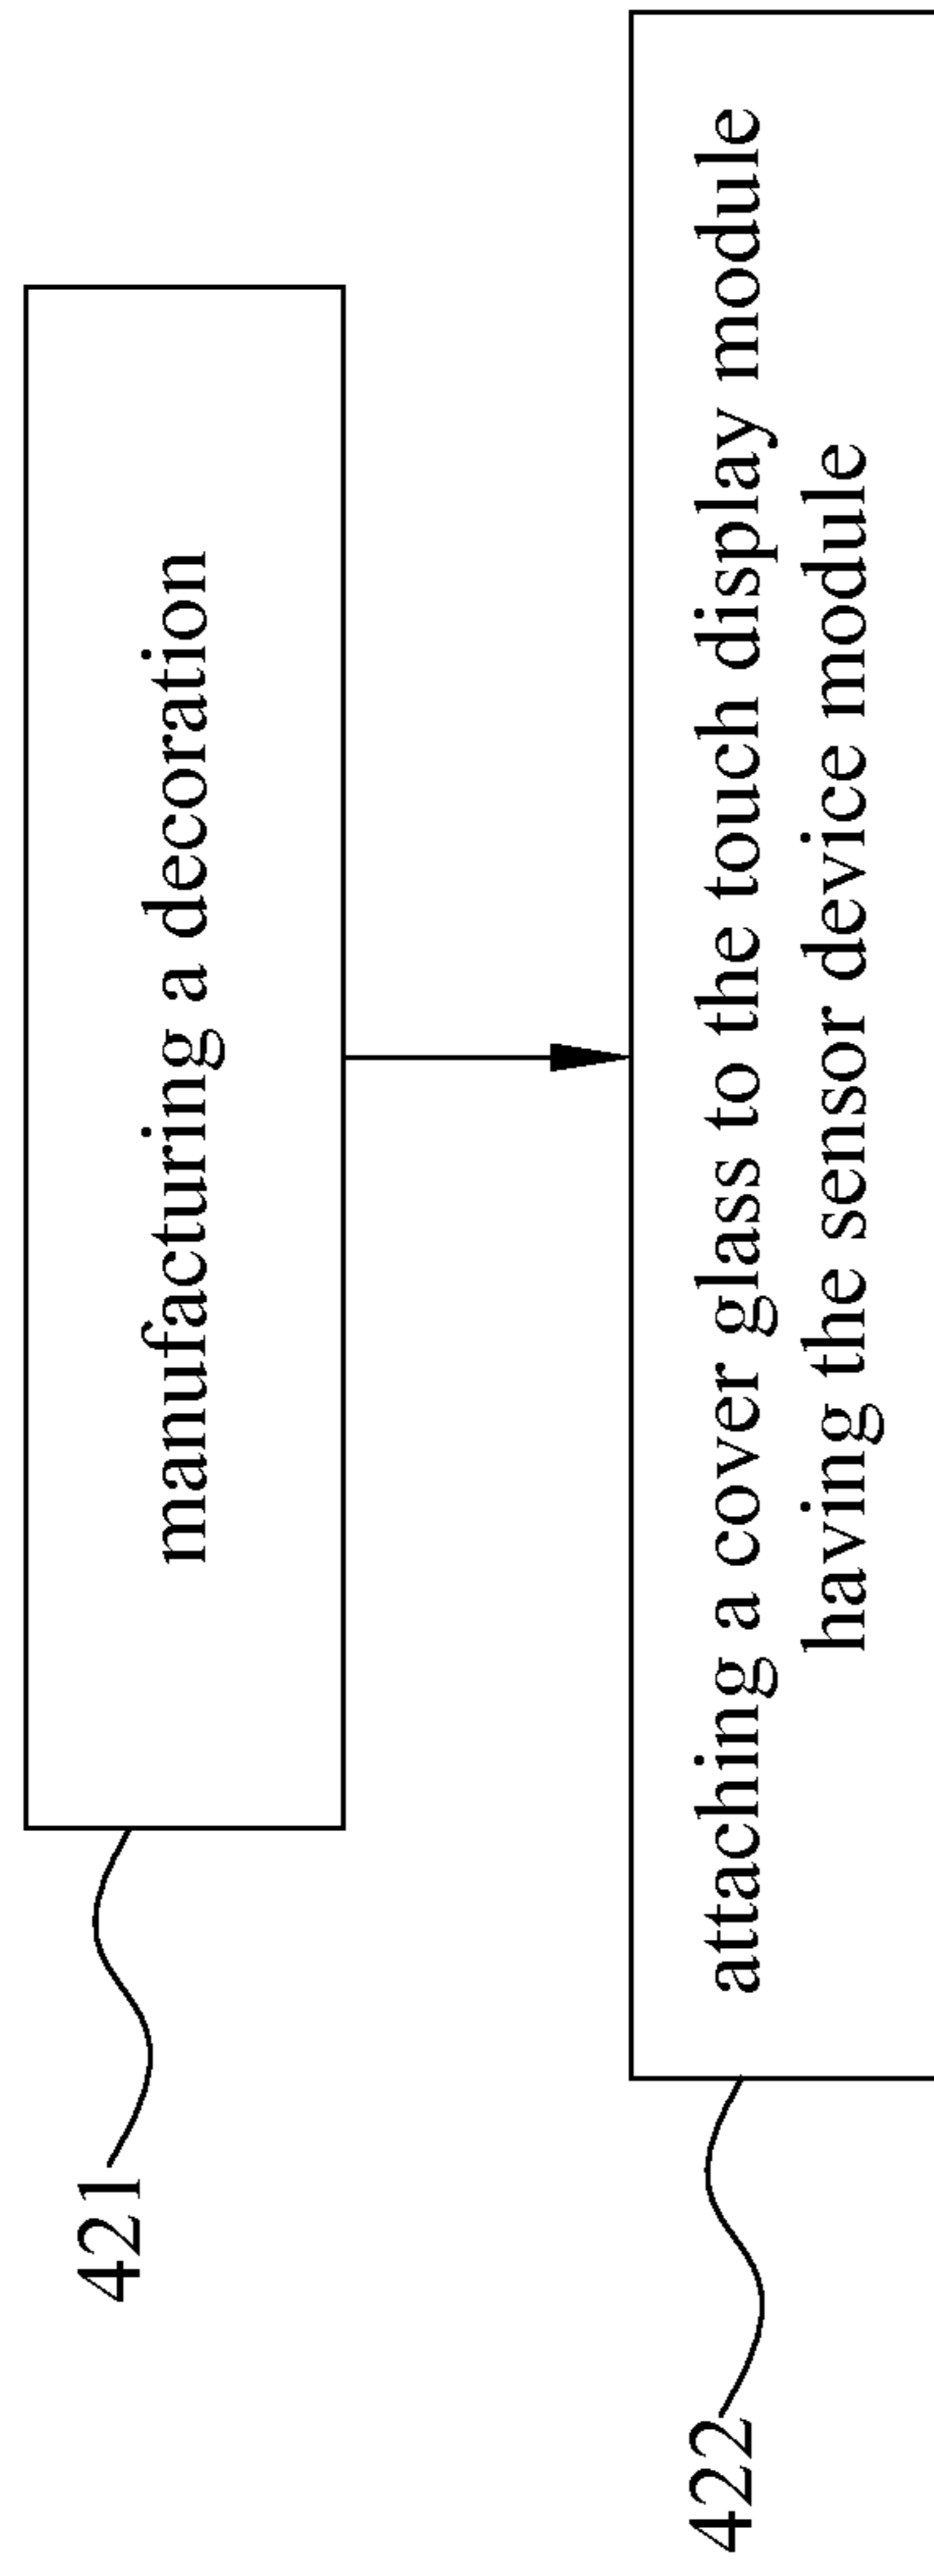 421
manufacturing a decoration
422
attaching a cover glass to the touch display module
having the sensor device module